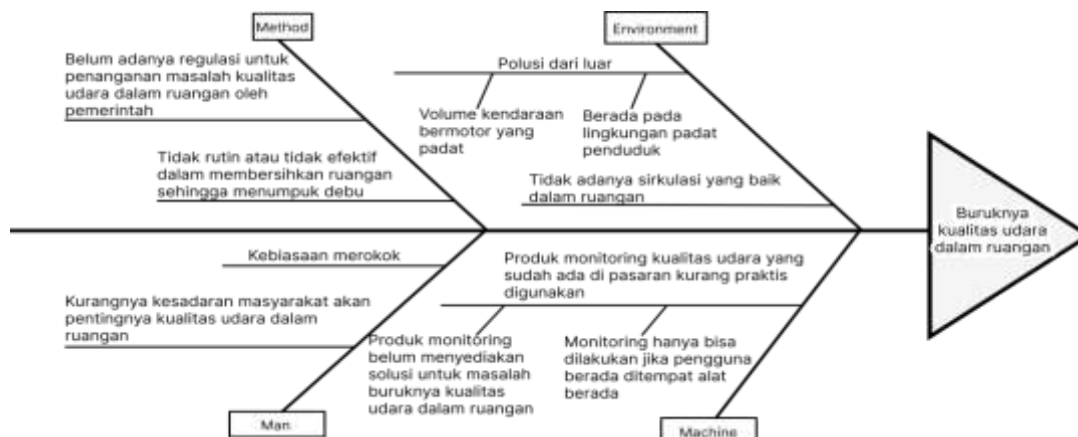 Method
Belum adanya regulasi untuk
penanganan masalah kualitas
udara dalam ruangan oleh
pemerintah
Tidak rutin atau tidak efektif
dalam membersihkan ruangan
sehingga menumpuk debu
Environment
Polusi dari luar
Volume kendaraan
bermotor yang
padat
Berada pada
lingkungan padat
penduduk
Tidak adanya sirkulasi yang baik
dalam ruangan
Buruknya
kualitas udara
dalam ruangan
Kebiasaan merokok
Kurangnya kesadaran masyarakat akan
pentingnya kualitas udara dalam
ruangan
Man
Produk monitoring kualitas udara yang
sudah ada di pasaran kurang praktis
digunakan
Produk monitoring
belum menyediakan
solusi untuk masalah
buruknya kualitas
udara dalam ruangan
Monitoring hanya bisa
dilakukan jika pengguna
berada ditempat alat
berada
Machine